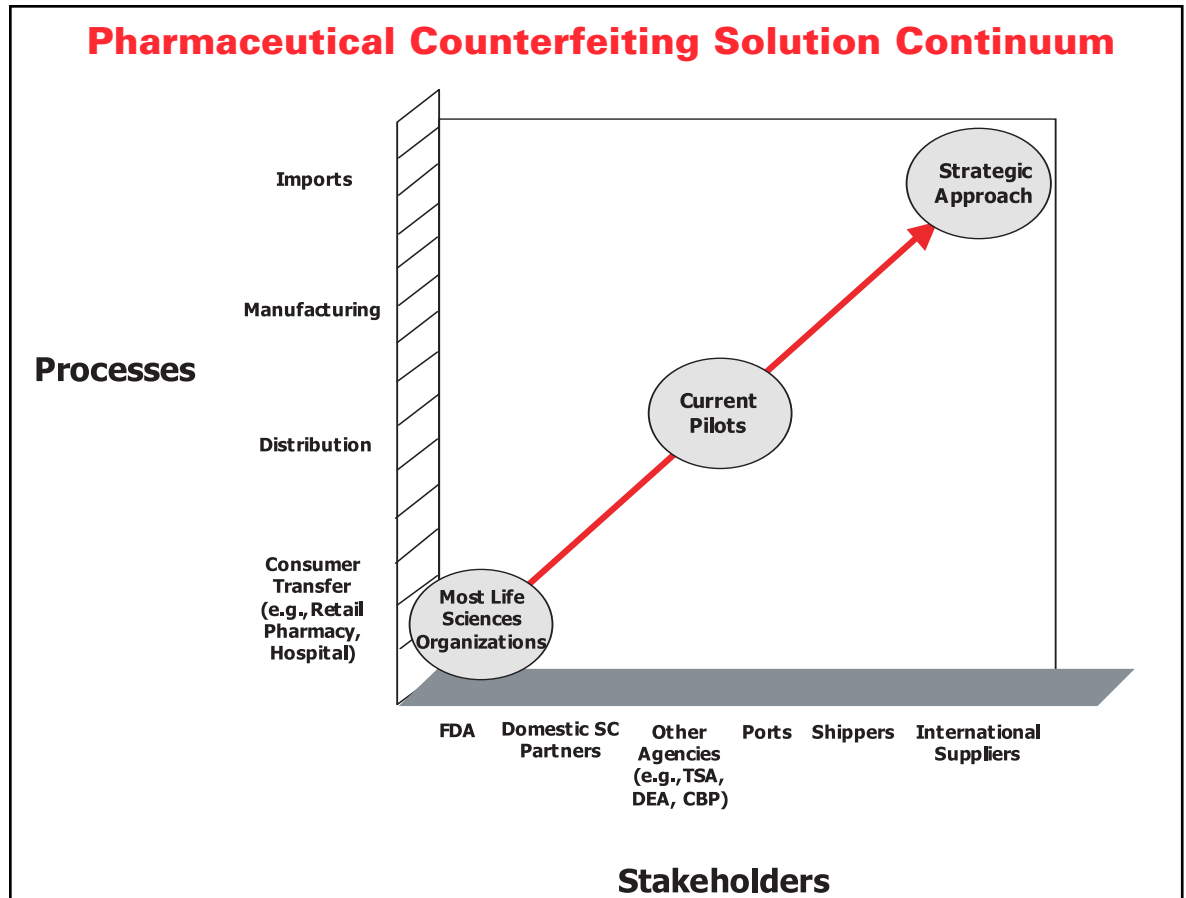 Pharmaceutical Counterfeiting Solution Continuum
Imports
Strategic
Approach
Manufacturing
Processes
Current
Pilots
Distribution
Consumer
Transfer
(e.g.,Retail
Pharmacy,
Hospital)
Most Life
Sciences
Organizations
FDA
Domestic SC
Partners
Other
Agencies
(e.g.,TSA,
DEA, CBP)
Ports
Shippers
International
Suppliers
Stakeholders